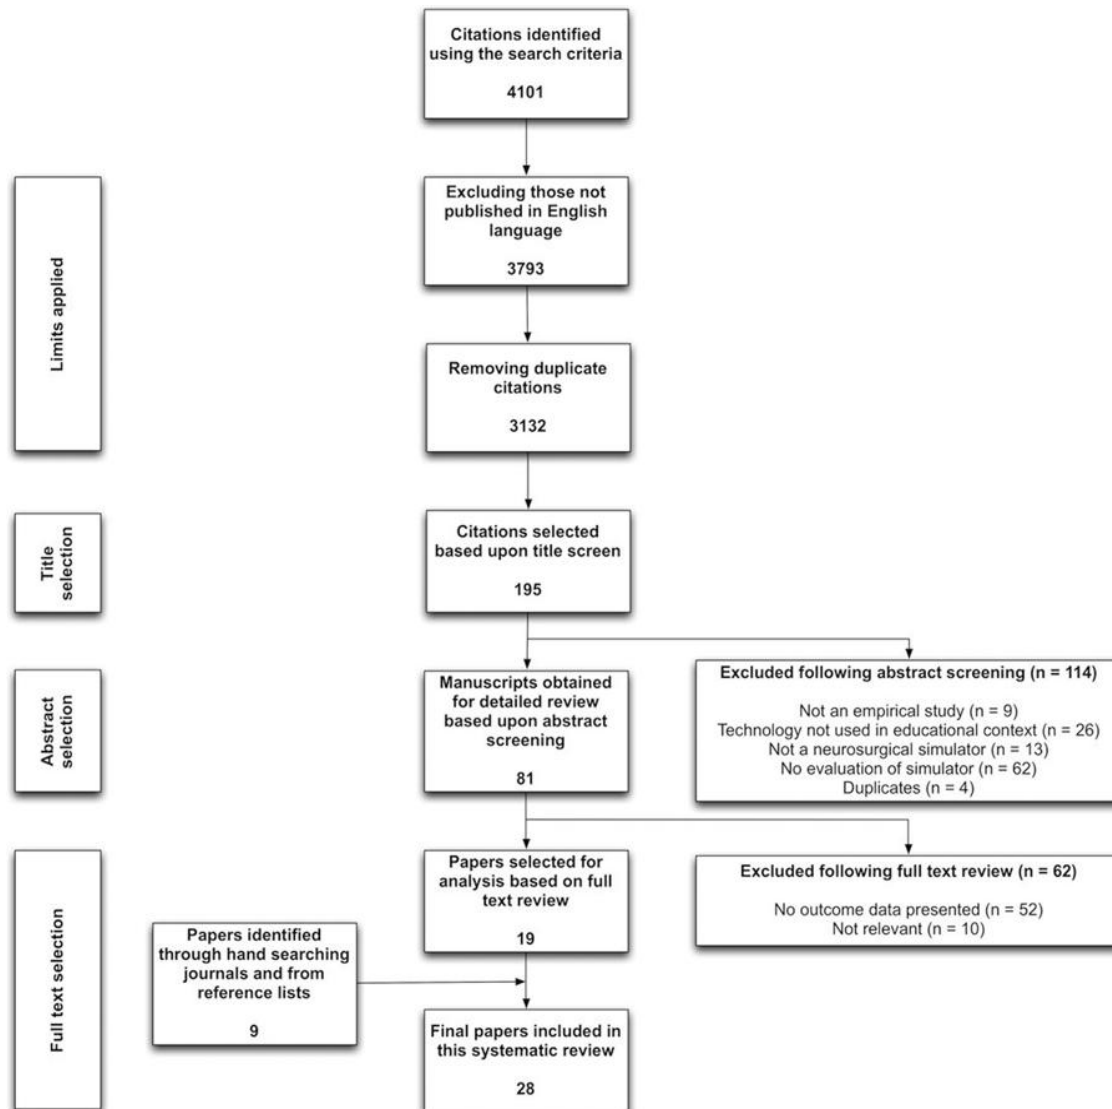 Citations identified
using the search criteria
4101
Limits applied
Excluding those not
published in English
language
3793
Removing duplicate
citations
3132
Title
selection
Citations selected
based upon title screen
195
Abstract
selection
Manuscripts obtained
for detailed review
based upon abstract
screening
81
Excluded following abstract screening (n = 114)
Not an empirical study (n = 9)
Technology not used in educational context (n = 26)
Not a neurosurgical simulator (n = 13)
No evaluation of simulator (n = 62)
Duplicates (n = 4)
Full text selection
Papers selected for
analysis based on full
text review
19
Excluded following full text review (n = 62)
No outcome data presented (n = 52)
Not relevant (n = 10)
Papers identified
through hand searching
journals and from
reference lists
9
Final papers included in
this systematic review
28